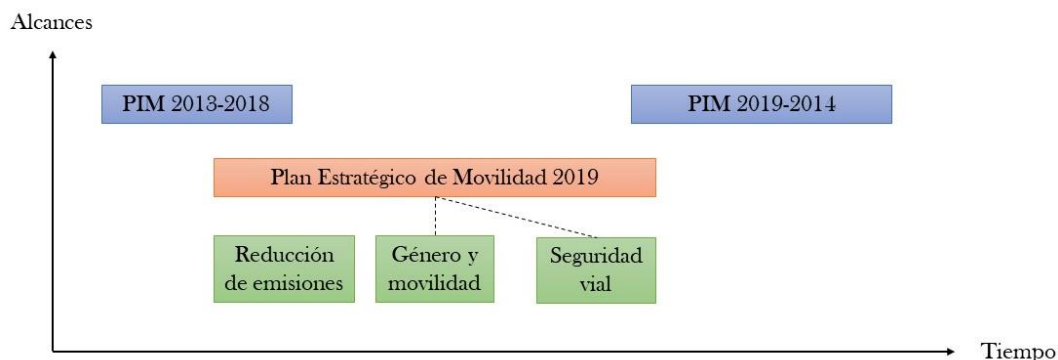 Alcances
PIM 2013-2018
PIM 2019-2014
Plan Estratégico de Movilidad 2019
Reducción
de emisiones
Género y
movilidad
Seguridad
vial
Tiempo